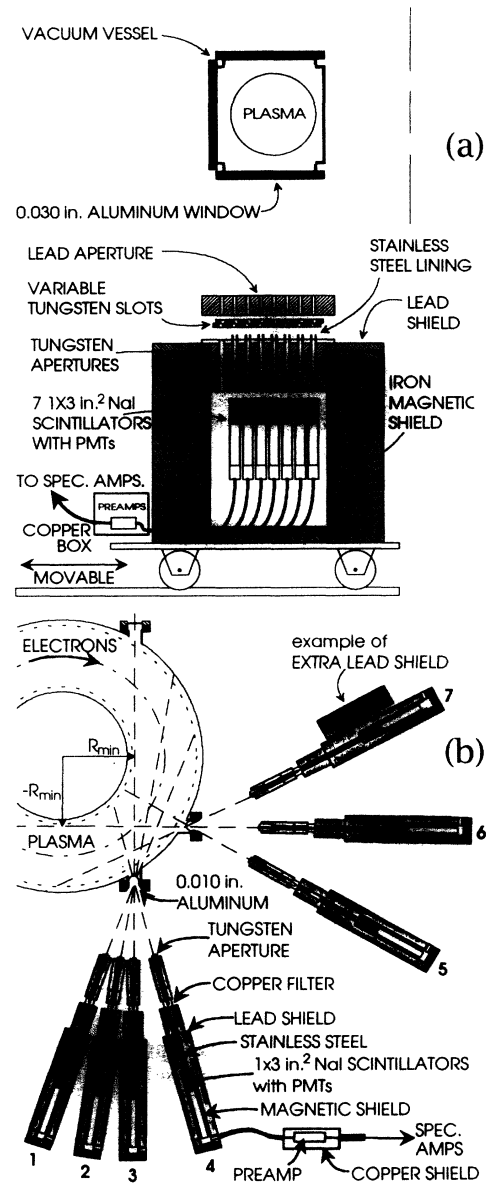 VACUUM VESSEL
PLASMA
(a)
0.030 in. ALUMINUM WINDOW
LEAD APERTURE
STAINLESS
STEEL LINING
VARIABLE
TUNGSTEN SLOTS
LEAD
SHIELD
TUNGSTEN
APERTURES
IRON
MAGNETIC
SHIELD
7 1X3 in.² NaI
SCINTILLATORS
WITH PMTs
TO SPEC. AMPS.
PREAMPS
COPPER
BOX
MOVABLE
ELECTRONS
example of
EXTRA LEAD SHIELD
7
(b)
Rmin
-Rmin
PLASMA
6
0.010 in.
ALUMINUM
TUNGSTEN
APERTURE
5
COPPER FILTER
LEAD SHIELD
STAINLESS STEEL
1x3 in.² NaI SCINTILLATORS
with PMTs
MAGNETIC SHIELD
1 2 3 4
SPEC.
AMPS
PREAMP
COPPER SHIELD